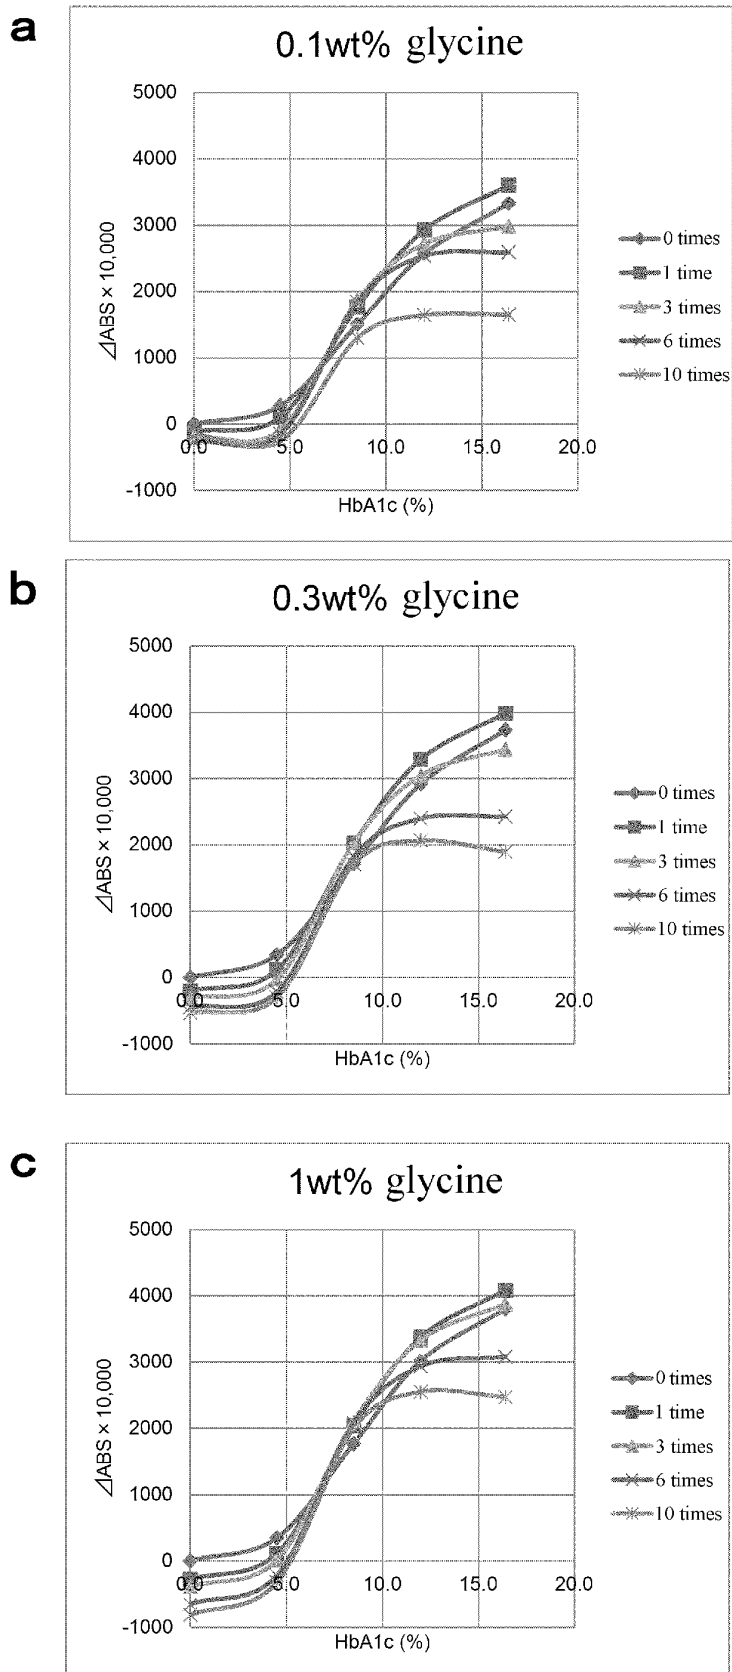 a
0.1wt% glycine
5000
4000
3000
2000
1000
0
-1000
⊿ABS × 10,000
0.0 5.0 10.0 15.0 20.0
HbA1c (%)
0 times
1 time
3 times
6 times
10 times
b
0.3wt% glycine
5000
4000
3000
2000
1000
0
-1000
⊿ABS × 10,000
0.0 5.0 10.0 15.0 20.0
HbA1c (%)
0 times
1 time
3 times
6 times
10 times
c
1wt% glycine
5000
4000
3000
2000
1000
0
-1000
⊿ABS × 10,000
0.0 5.0 10.0 15.0 20.0
HbA1c (%)
0 times
1 time
3 times
6 times
10 times